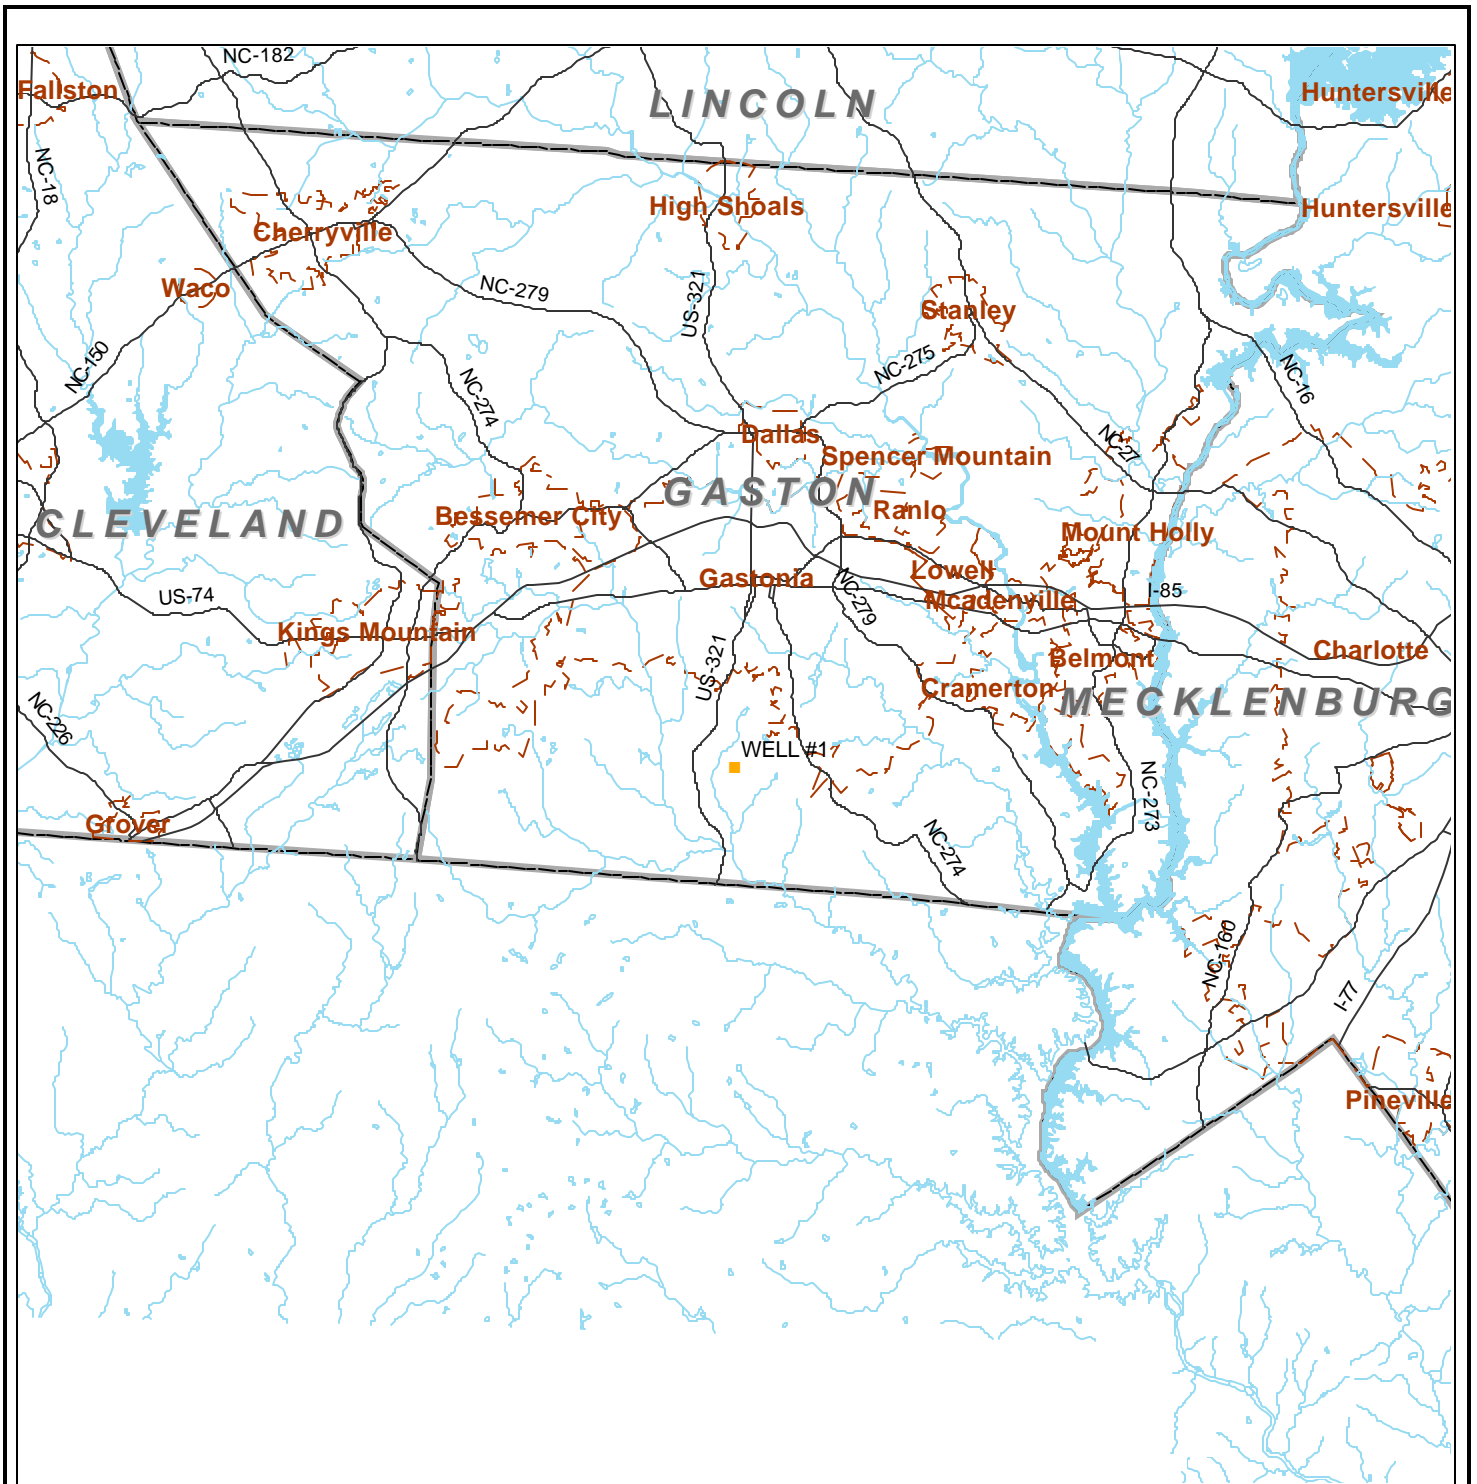 NC-182
Fallston
LINCOLN
Huntersville
NC-18
High Shoals
Huntersville
Cherryville
Waco
NC-279
US-321
Stanley
NC-150
NC-275
NC-274
NC-16
Dallas
NC-27
Spencer Mountain
GASTON
Bessemer City
Ranlo
CLEVELAND
Mount Holly
Gastonia
Lowell
I-85
US-74
NC-279
Mcadenville
Kings Mountain
Charlotte
US-321
Belmont
Cramerton
MECKLENBURG
NC-226
WELL #1
NC-273
Grover
NC-274
NC-160
I-77
Pineville